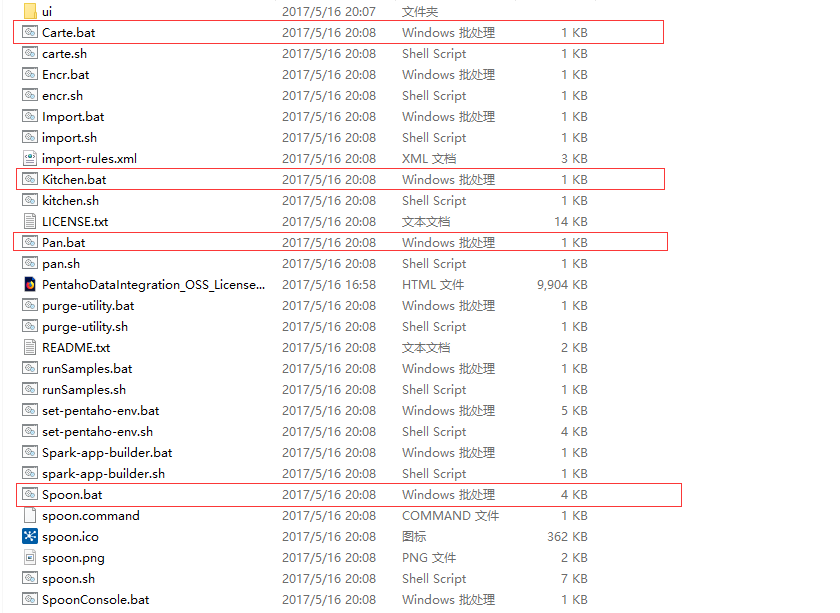 ui 2017/5/16 20:07 文件夹
Carte.bat 2017/5/16 20:08 Windows 批处理 1 KB
carte.sh 2017/5/16 20:08 Shell Script 1 KB
Encr.bat 2017/5/16 20:08 Windows 批处理 1 KB
encr.sh 2017/5/16 20:08 Shell Script 1 KB
Import.bat 2017/5/16 20:08 Windows 批处理 1 KB
import.sh 2017/5/16 20:08 Shell Script 1 KB
import-rules.xml 2017/5/16 20:08 XML 文档 3 KB
Kitchen.bat 2017/5/16 20:08 Windows 批处理 1 KB
kitchen.sh 2017/5/16 20:08 Shell Script 1 KB
LICENSE.txt 2017/5/16 20:08 文本文档 14 KB
Pan.bat 2017/5/16 20:08 Windows 批处理 1 KB
pan.sh 2017/5/16 20:08 Shell Script 1 KB
PentahoDataIntegration_OSS_License... 2017/5/16 16:58 HTML 文件 9,904 KB
purge-utility.bat 2017/5/16 20:08 Windows 批处理 1 KB
purge-utility.sh 2017/5/16 20:08 Shell Script 1 KB
README.txt 2017/5/16 20:08 文本文档 2 KB
runSamples.bat 2017/5/16 20:08 Windows 批处理 1 KB
runSamples.sh 2017/5/16 20:08 Shell Script 1 KB
set-pentaho-env.bat 2017/5/16 20:08 Windows 批处理 5 KB
set-pentaho-env.sh 2017/5/16 20:08 Shell Script 4 KB
Spark-app-builder.bat 2017/5/16 20:08 Windows 批处理 1 KB
spark-app-builder.sh 2017/5/16 20:08 Shell Script 1 KB
Spoon.bat 2017/5/16 20:08 Windows 批处理 4 KB
spoon.command 2017/5/16 20:08 COMMAND 文件 1 KB
spoon.ico 2017/5/16 20:08 图标 362 KB
spoon.png 2017/5/16 20:08 PNG 文件 2 KB
spoon.sh 2017/5/16 20:08 Shell Script 7 KB
SpoonConsole.bat 2017/5/16 20:08 Windows 批处理 1 KB